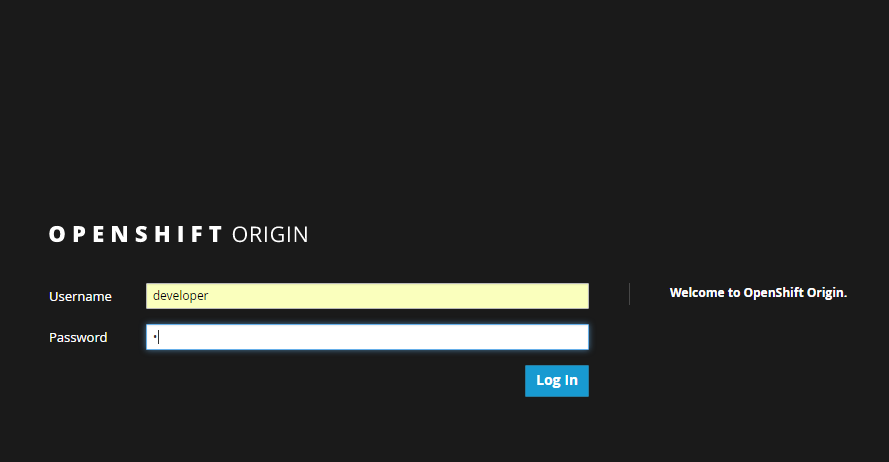 OPENSHIFT ORIGIN
Username
developer
Welcome to OpenShift Origin.
Password
•
Log In